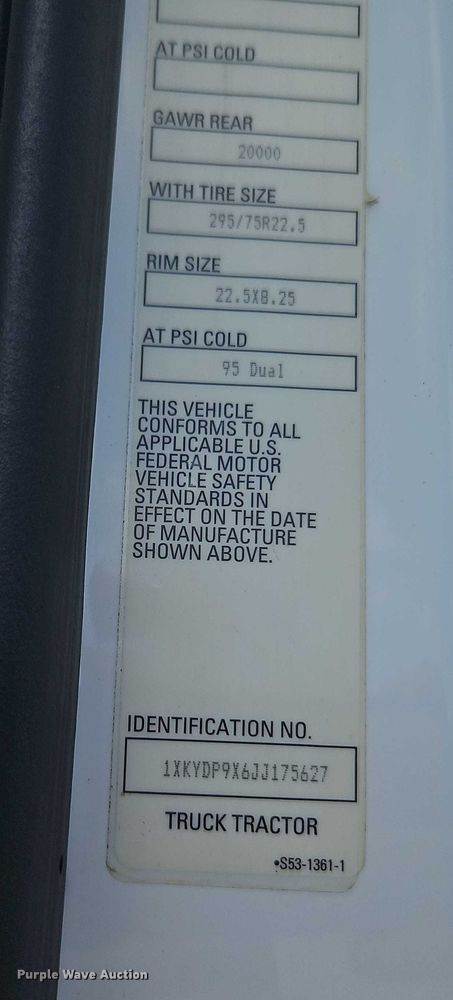 AT PSI COLD
GAWR REAR
20000
WITH TIRE SIZE
295/75R22.5
RIM SIZE
22.5X8.25
AT PSI COLD
95 Dual
THIS VEHICLE
CONFORMS TO ALL
APPLICABLE U.S.
FEDERAL MOTOR
VEHICLE SAFETY
STANDARDS IN
EFFECT ON THE DATE
OF MANUFACTURE
SHOWN ABOVE.
IDENTIFICATION NO.
1XKYDP9X6JJ175627
TRUCK TRACTOR
•S53-1361-1
Purple Wave Auction